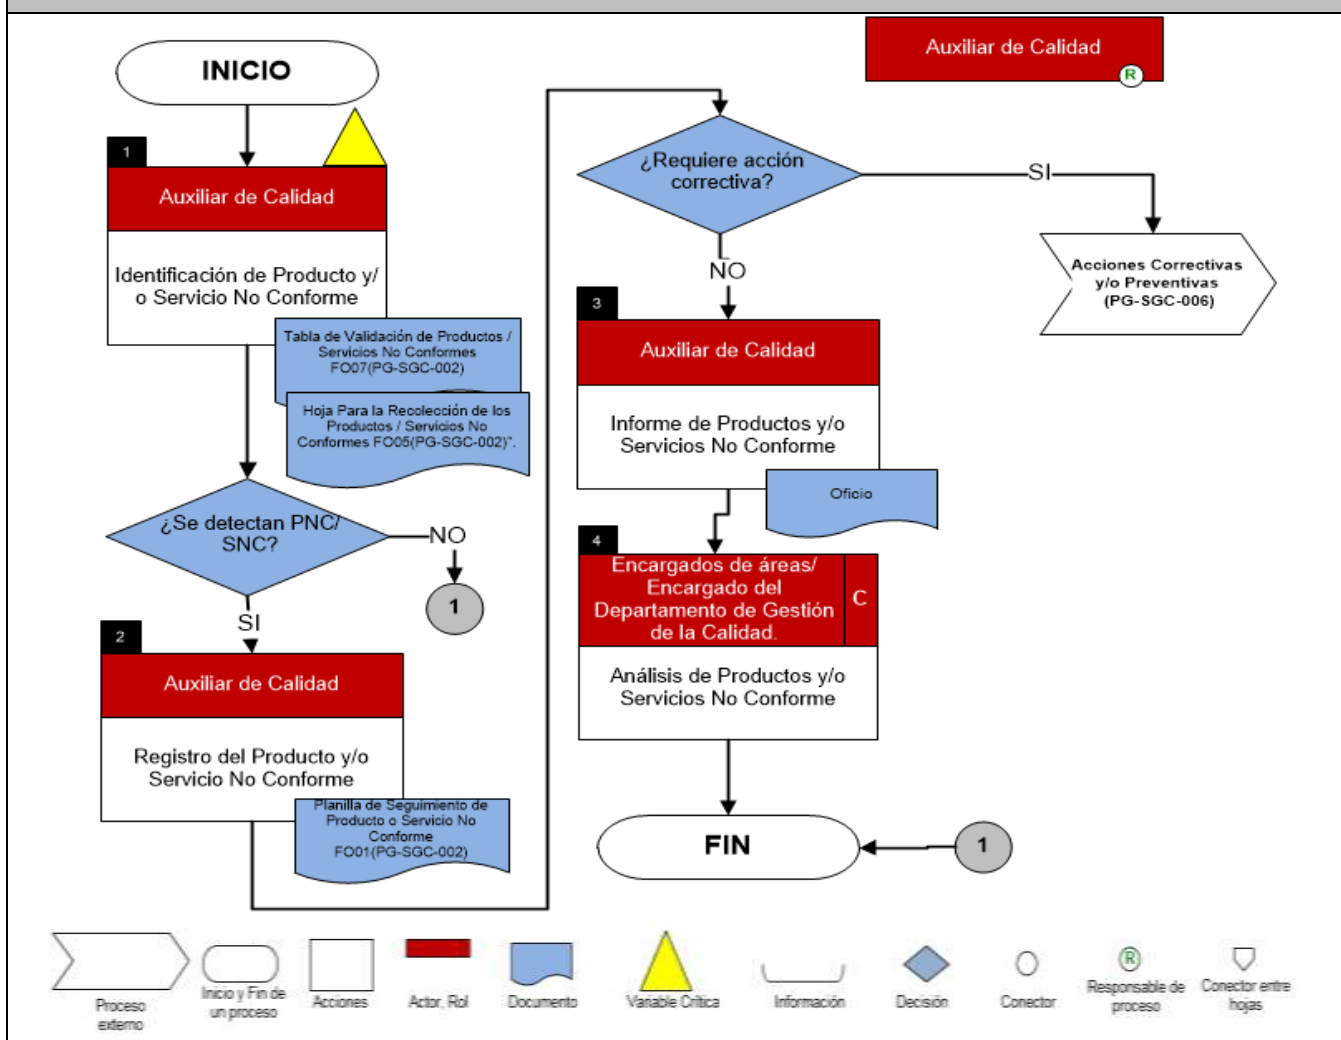 INICIO
1
Auxiliar de Calidad
Identificación de Producto y/
o Servicio No Conforme
Tabla de Validación de Productos /
Servicios No Conformes
FO07(PG-SGC-002)
Hoja Para la Recolección de los
Productos / Servicios No
Conformes FO05(PG-SGC-002)".
¿Se detectan PNC/
SNC?
NO
1
SI
2
Auxiliar de Calidad
Registro del Producto y/o
Servicio No Conforme
Planilla de Seguimiento de
Producto o Servicio No
Conforme
FO01(PG-SGC-002)
Auxiliar de Calidad
R
¿Requiere acción
correctiva?
SI
Acciones Correctivas
y/o Preventivas
(PG-SGC-006)
NO
3
Auxiliar de Calidad
Informe de Productos y/o
Servicios No Conforme
Oficio
4
Encargados de áreas/
Encargado del
Departamento de Gestión
de la Calidad.
C
Análisis de Productos y/o
Servicios No Conforme
FIN
1
Proceso
externo
Inicio y Fin de
un proceso
Acciones
Actor, Rol
Documento
Variable Crítica
Información
Decisión
Conector
R
Responsable de
proceso
Conector entre
hojas